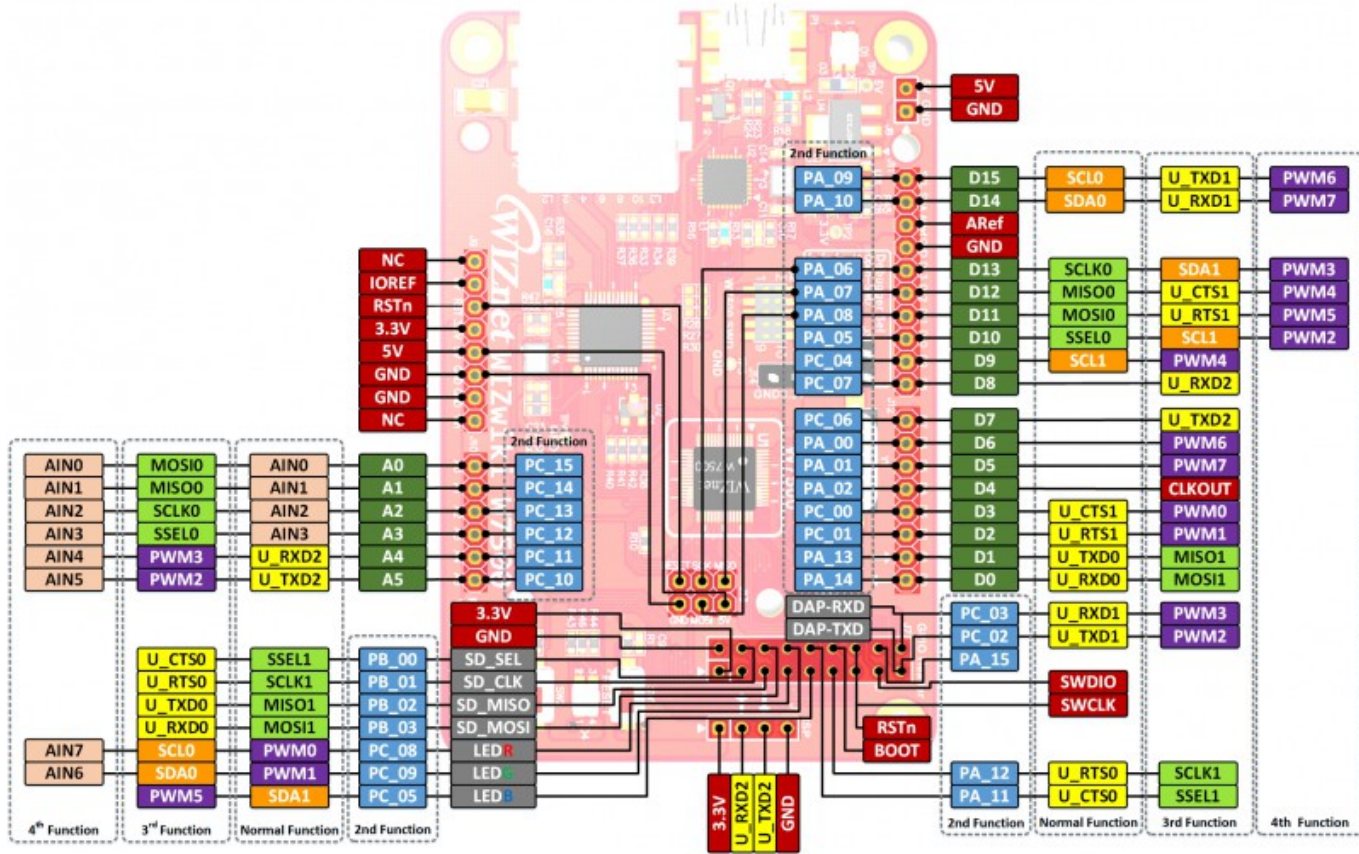 5V
GND
2nd Function
PA_09 D15 SCL0 U_TXD1 PWM6
PA_10 D14 SDA0 U_RXD1 PWM7
ARef
GND
PA_06 D13 SCLK0 SDA1 PWM3
PA_07 D12 MISO0 U_CTS1 PWM4
PA_08 D11 MOSI0 U_RTS1 PWM5
PA_05 D10 SSEL0 SCL1 PWM2
PC_04 D9 SCL1 PWM4
PC_07 D8 U_RXD2
PC_06 D7 U_TXD2
PA_00 D6 PWM6
PA_01 D5 PWM7
PA_02 D4 CLKOUT
PC_00 D3 U_CTS1 PWM0
PC_01 D2 U_RTS1 PWM1
PA_13 D1 U_TXD0 MISO1
PA_14 D0 U_RXD0 MOSI1
DAP-RXD PC_03 U_RXD1 PWM3
DAP-TXD PC_02 U_TXD1 PWM2
PA_15
SWDIO
SWCLK
RSTn
BOOT
PA_12 U_RTS0 SCLK1
PA_11 U_CTS0 SSEL1
2nd Function Normal Function 3rd Function 4th Function
NC
IOREF
RSTn
3.3V
5V
GND
GND
NC
2nd Function
AIN0 MOSI0 AIN0 A0 PC_15
AIN1 MISO0 AIN1 A1 PC_14
AIN2 SCLK0 AIN2 A2 PC_13
AIN3 SSEL0 AIN3 A3 PC_12
AIN4 PWM3 U_RXD2 A4 PC_11
AIN5 PWM2 U_TXD2 A5 PC_10
3.3V
GND
U_CTS0 SSEL1 PB_00 SD_SEL
U_RTS0 SCLK1 PB_01 SD_CLK
U_TXD0 MISO1 PB_02 SD_MISO
U_RXD0 MOSI1 PB_03 SD_MOSI
AIN7 SCL0 PWM0 PC_08 LEDR
AIN6 SDA0 PWM1 PC_09 LEDG
PWM5 SDA1 PC_05 LEDB
4th Function 3rd Function Normal Function 2nd Function
3.3V
U_RXD2
U_TXD2
GND
WIZnet
GND MOSI 5V